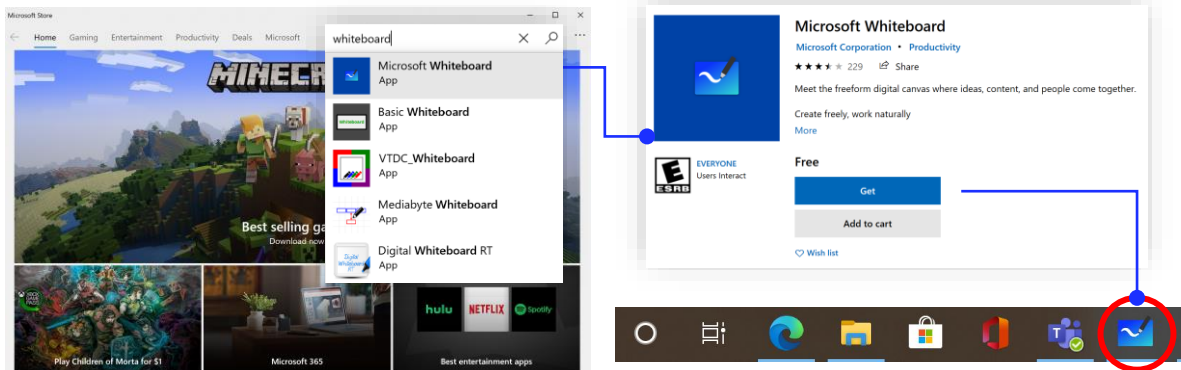 Microsoft Store
Home Gaming Entertainment Productivity Deals Microsoft
whiteboard
Microsoft Whiteboard
App
Basic Whiteboard
App
VTDC_Whiteboard
App
Mediabyte Whiteboard
App
Digital Whiteboard RT
App
MINECR
Best selling ga
Download now
XBOX
GAME
PASS
Play Children of Morta for $1
Microsoft 365
hulu NETFLIX Spotify
Best entertainment apps
Microsoft Whiteboard
Microsoft Corporation • Productivity
229 Share
Meet the freeform digital canvas where ideas, content, and people come together.
Create freely, work naturally
More
E
ESRB
EVERYONE
Users Interact
Free
Get
Add to cart
Wish list
T